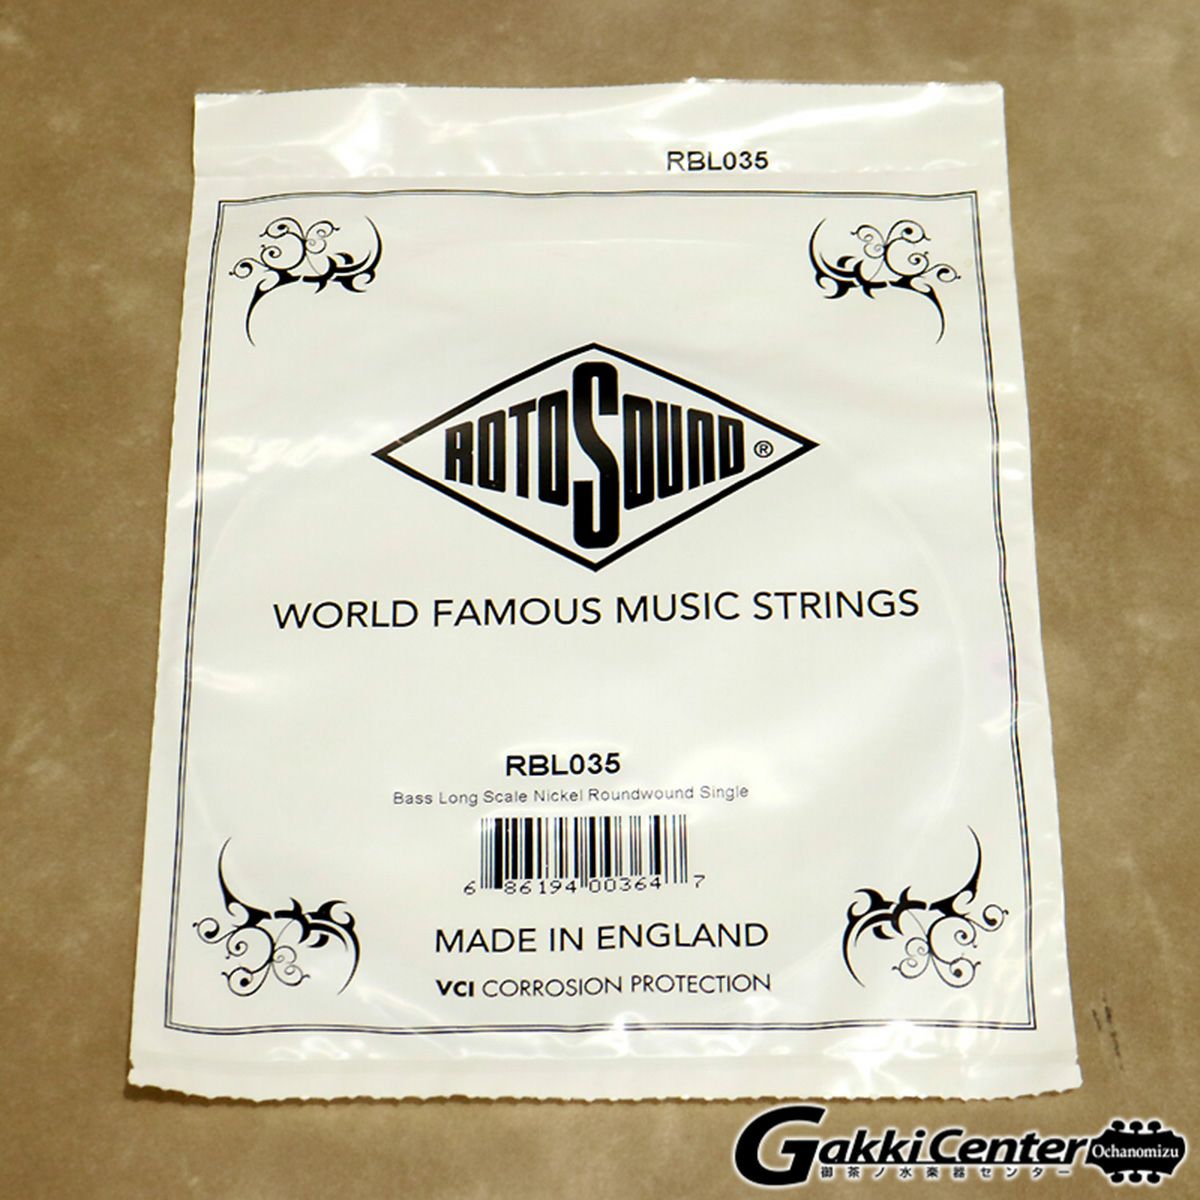 RBL035
ROTOSOUND ®
WORLD FAMOUS MUSIC STRINGS
RBL035
Bass Long Scale Nickel Roundwound Single
6 86194 00364 7
MADE IN ENGLAND
VCI CORROSION PROTECTION
GakkiCenter Ochanomizu
御茶ノ水楽器センター